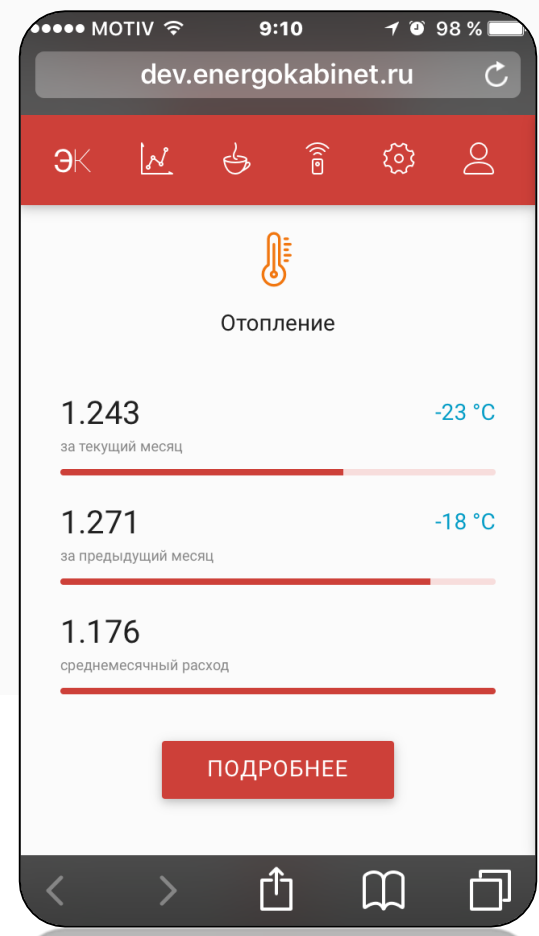 MOTIV 9:10 98 %
dev.energokabinet.ru
ЭК
Отопление
1.243 -23 °C
за текущий месяц
1.271 -18 °C
за предыдущий месяц
1.176
среднемесячный расход
ПОДРОБНЕЕ